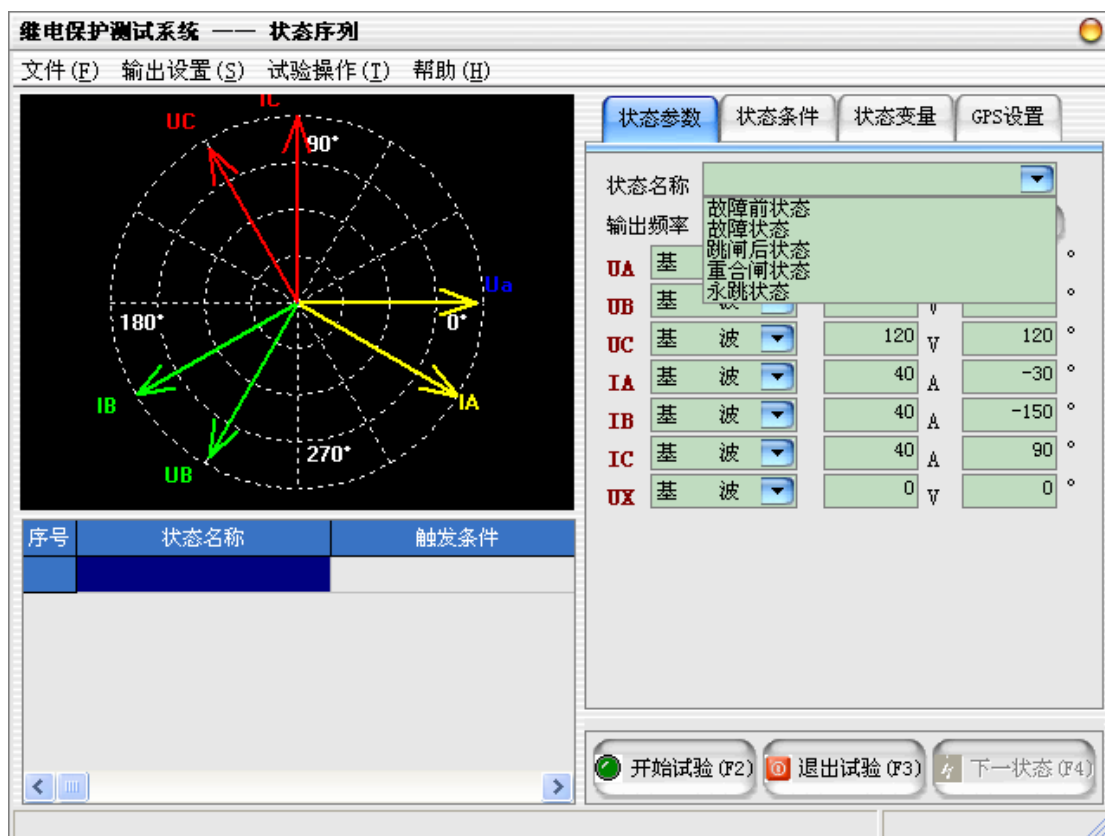 继电保护测试系统 —— 状态序列
文件(F) 输出设置(S) 试验操作(T) 帮助(H)
IC
UC
90°
Ua
180°
0°
IB
IA
270°
UB
状态参数 状态条件 状态变量 GPS设置
状态名称
故障前状态
输出频率
故障状态
跳闸后状态
重合闸状态
永跳状态
UA 基 °
UB V °
UC 基 波 120 V 120 °
IA 基 波 40 A -30 °
IB 基 波 40 A -150 °
IC 基 波 40 A 90 °
UX 基 波 0 V 0 °
序号 状态名称 触发条件
开始试验(F2) 退出试验(F3) 下一状态(F4)